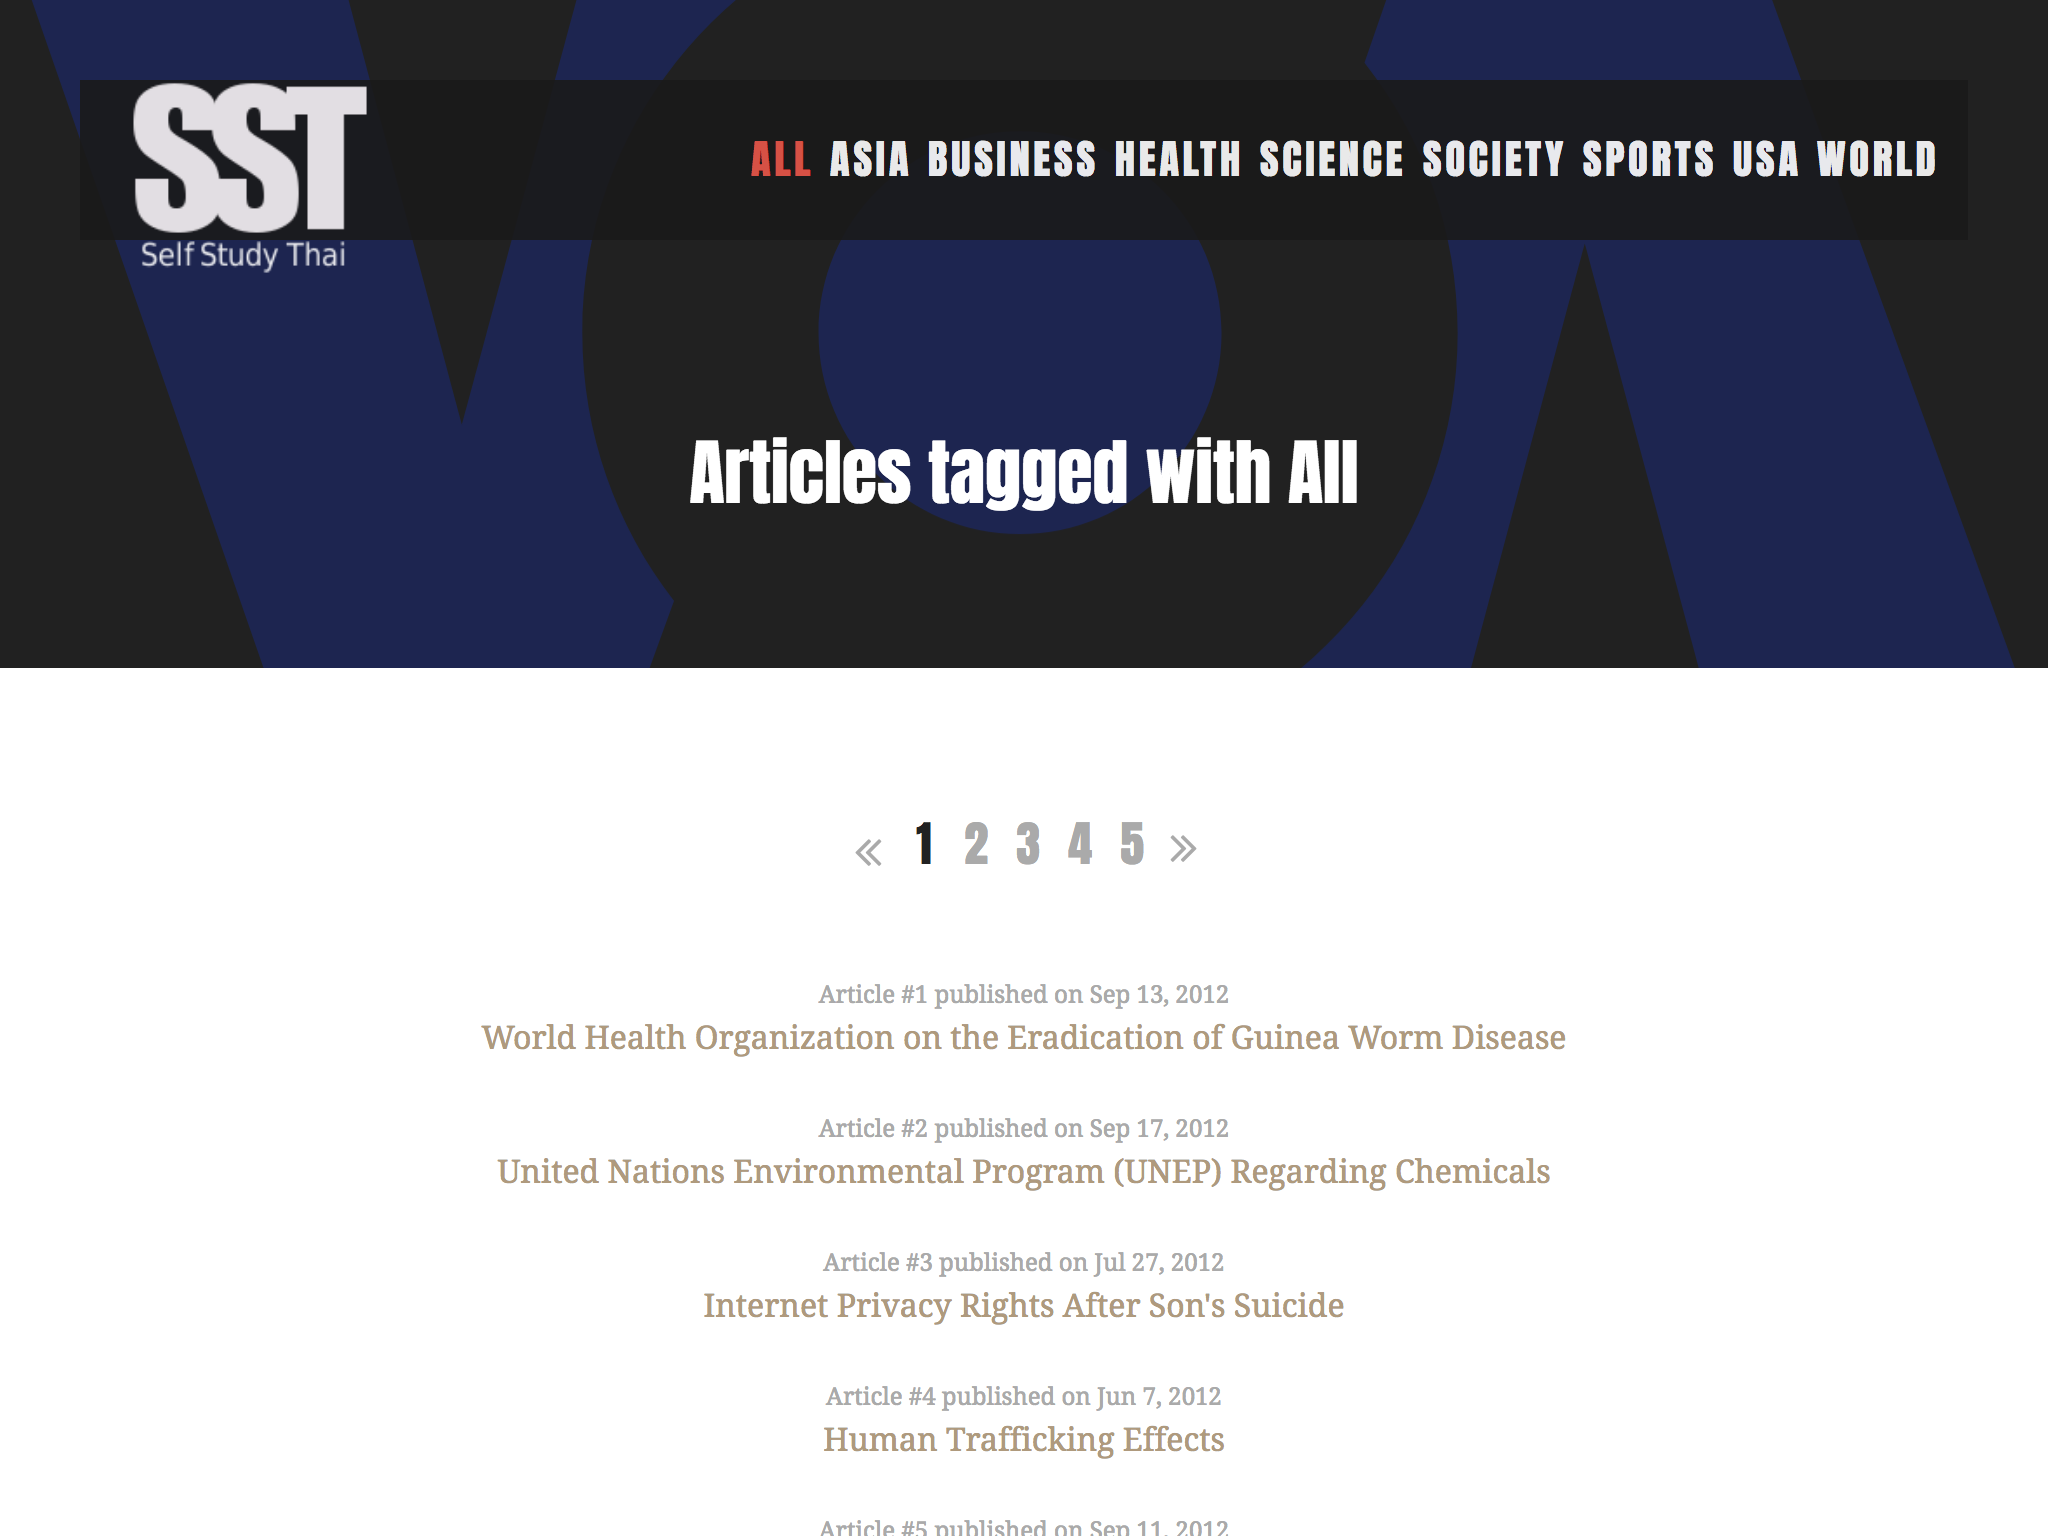 SST
Self Study Thai
ALL ASIA BUSINESS HEALTH SCIENCE SOCIETY SPORTS USA WORLD
Articles tagged with All
« 1 2 3 4 5 »
Article #1 published on Sep 13, 2012
World Health Organization on the Eradication of Guinea Worm Disease
Article #2 published on Sep 17, 2012
United Nations Environmental Program (UNEP) Regarding Chemicals
Article #3 published on Jul 27, 2012
Internet Privacy Rights After Son's Suicide
Article #4 published on Jun 7, 2012
Human Trafficking Effects
Article #5 published on Sep 11, 2012